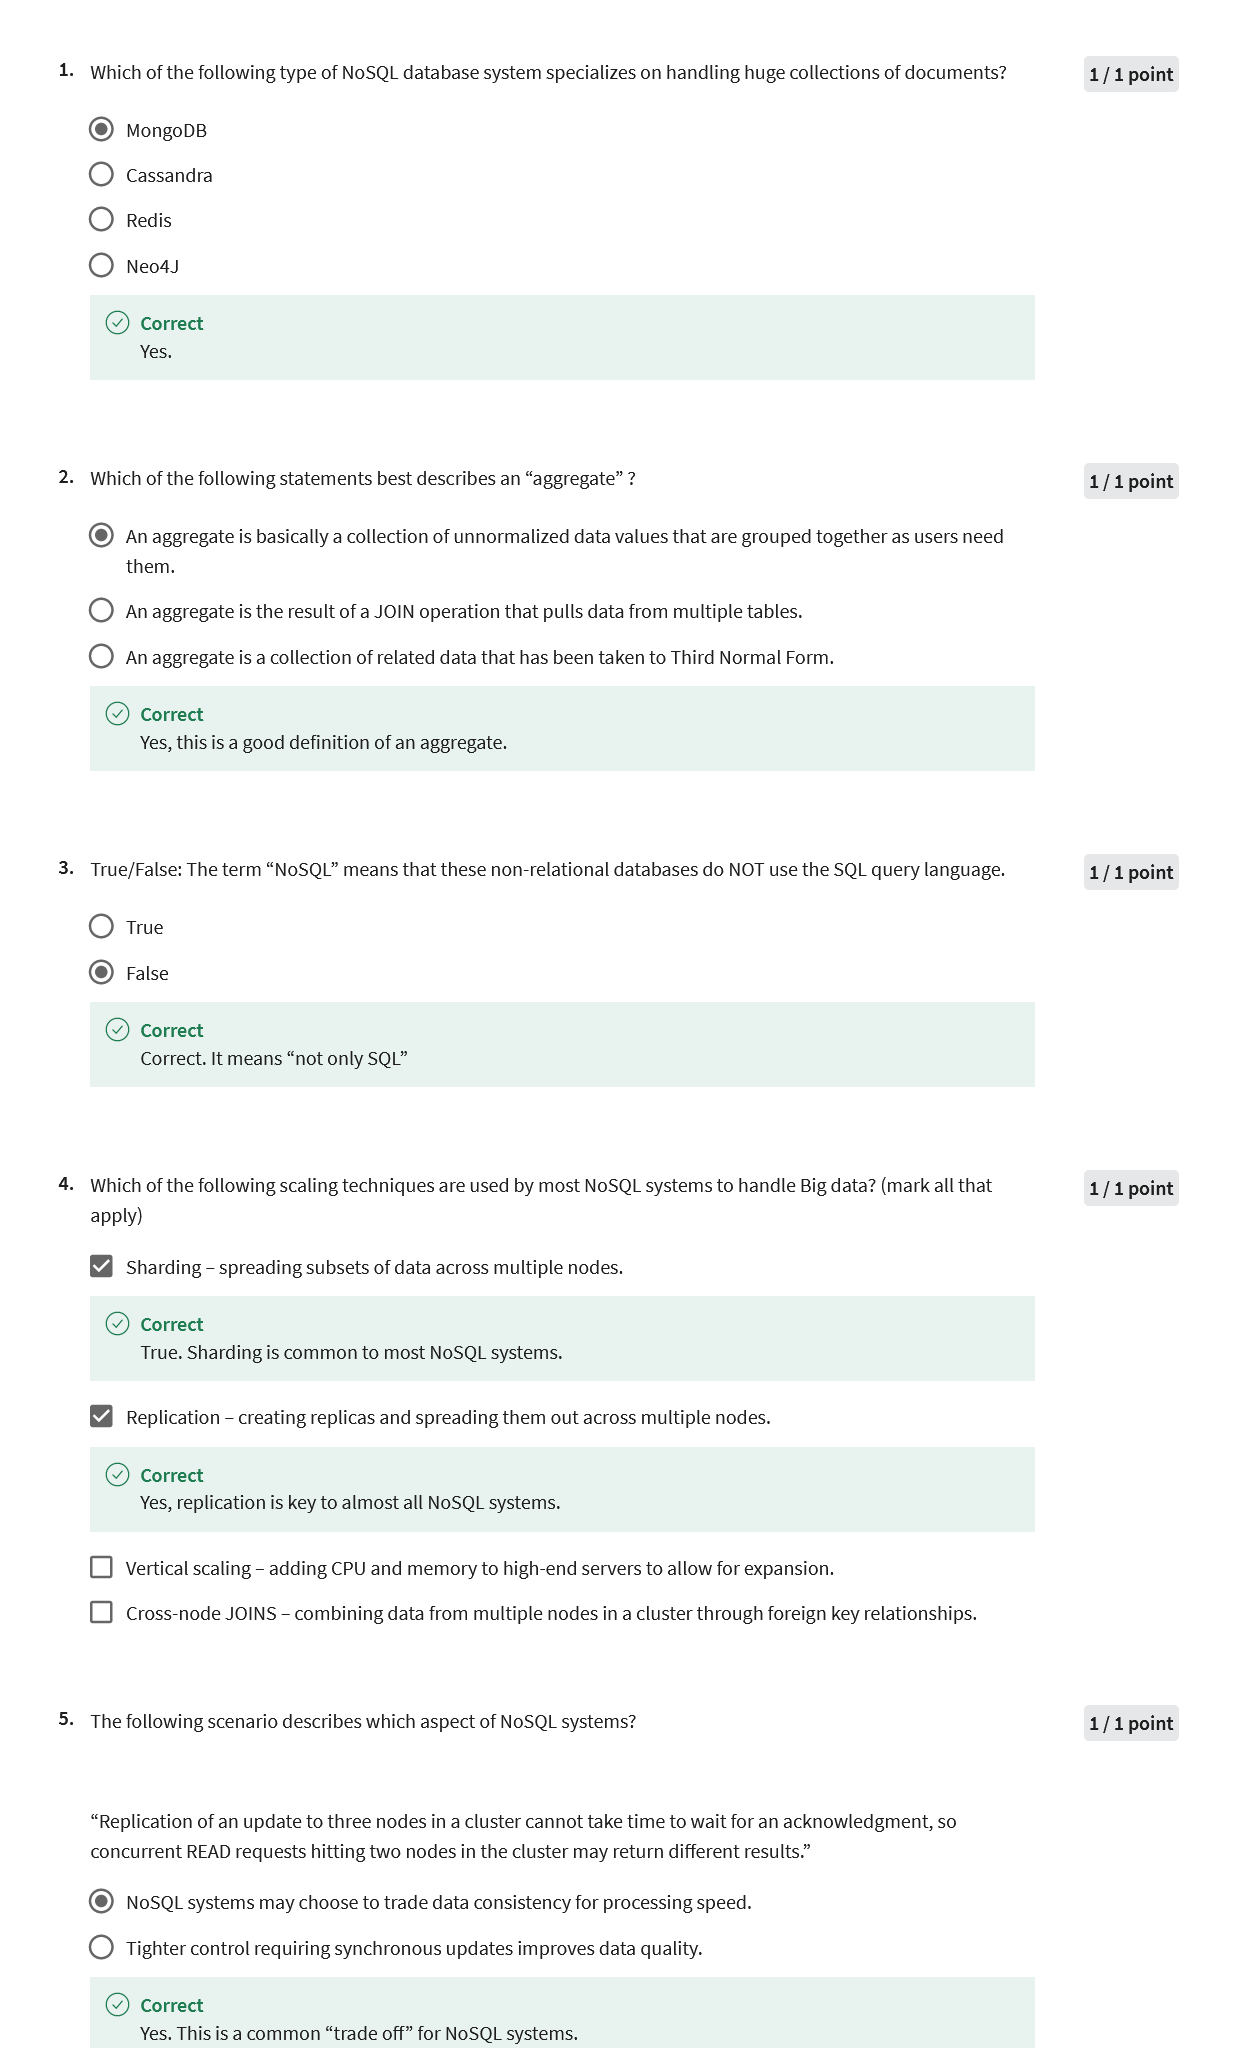 1. Which of the following type of NoSQL database system specializes on handling huge collections of documents?
1 / 1 point
MongoDB
Cassandra
Redis
Neo4J
Correct
Yes.
2. Which of the following statements best describes an “aggregate” ?
1 / 1 point
An aggregate is basically a collection of unnormalized data values that are grouped together as users need
them.
An aggregate is the result of a JOIN operation that pulls data from multiple tables.
An aggregate is a collection of related data that has been taken to Third Normal Form.
Correct
Yes, this is a good definition of an aggregate.
3. True/False: The term “NoSQL” means that these non-relational databases do NOT use the SQL query language.
1 / 1 point
True
False
Correct
Correct. It means “not only SQL”
4. Which of the following scaling techniques are used by most NoSQL systems to handle Big data? (mark all that
apply)
1 / 1 point
Sharding – spreading subsets of data across multiple nodes.
Correct
True. Sharding is common to most NoSQL systems.
Replication – creating replicas and spreading them out across multiple nodes.
Correct
Yes, replication is key to almost all NoSQL systems.
Vertical scaling – adding CPU and memory to high-end servers to allow for expansion.
Cross-node JOINS – combining data from multiple nodes in a cluster through foreign key relationships.
5. The following scenario describes which aspect of NoSQL systems?
1 / 1 point
“Replication of an update to three nodes in a cluster cannot take time to wait for an acknowledgment, so
concurrent READ requests hitting two nodes in the cluster may return different results.”
NoSQL systems may choose to trade data consistency for processing speed.
Tighter control requiring synchronous updates improves data quality.
Correct
Yes. This is a common “trade off” for NoSQL systems.